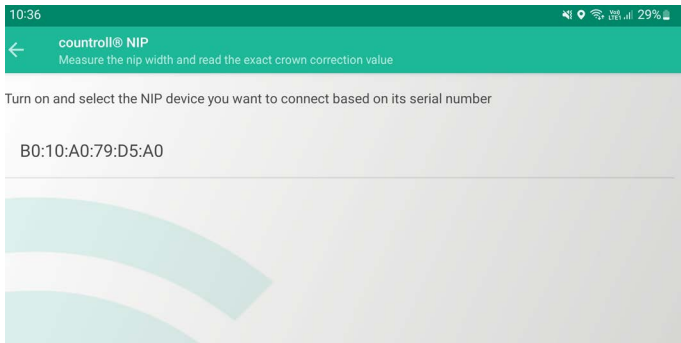 10:36
29%
countroll® NIP
Measure the nip width and read the exact crown correction value
Turn on and select the NIP device you want to connect based on its serial number
B0:10:A0:79:D5:A0